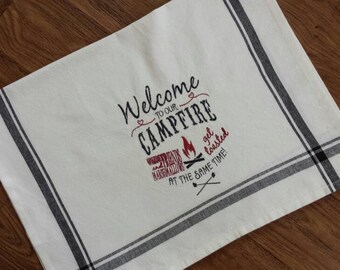 Welcome
TO OUR
CAMPFIRE
get
toasted
AT THE SAME TIME!